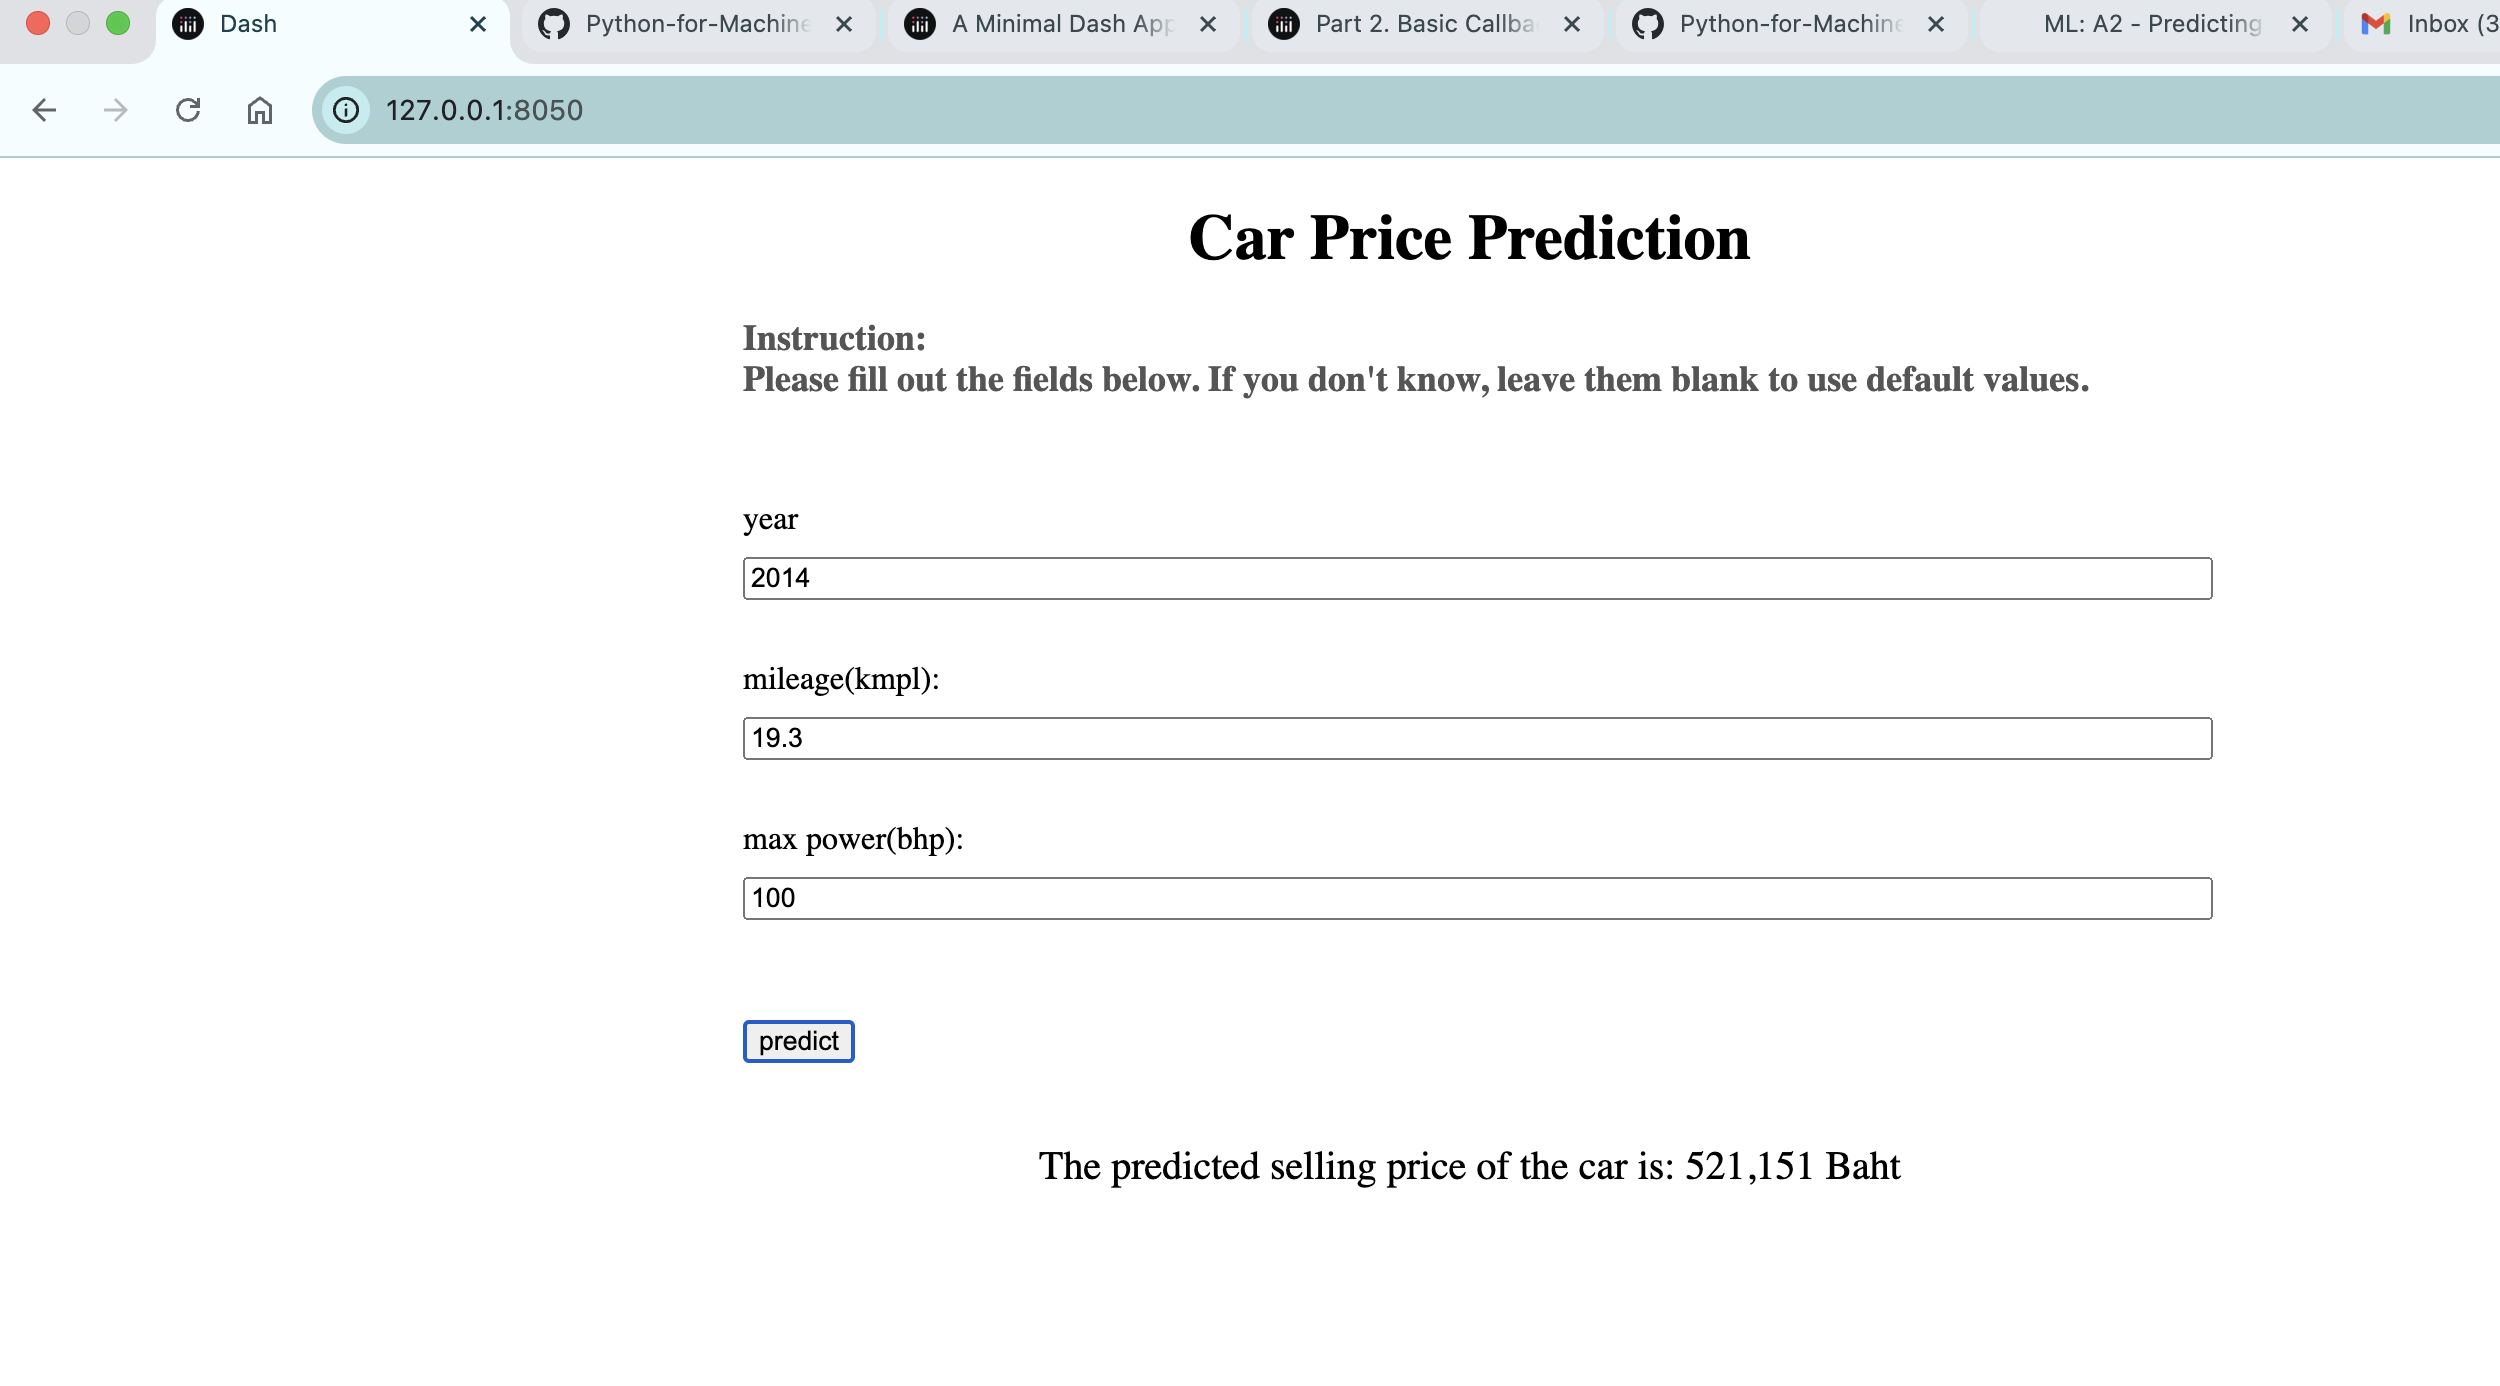 Dash
Python-for-Machine
A Minimal Dash App
Part 2. Basic Callba
Python-for-Machine
ML: A2 - Predicting
Inbox (3
127.0.0.1:8050
Car Price Prediction
Instruction:
Please fill out the fields below. If you don't know, leave them blank to use default values.
year
2014
mileage(kmpl):
19.3
max power(bhp):
100
predict
The predicted selling price of the car is: 521,151 Baht